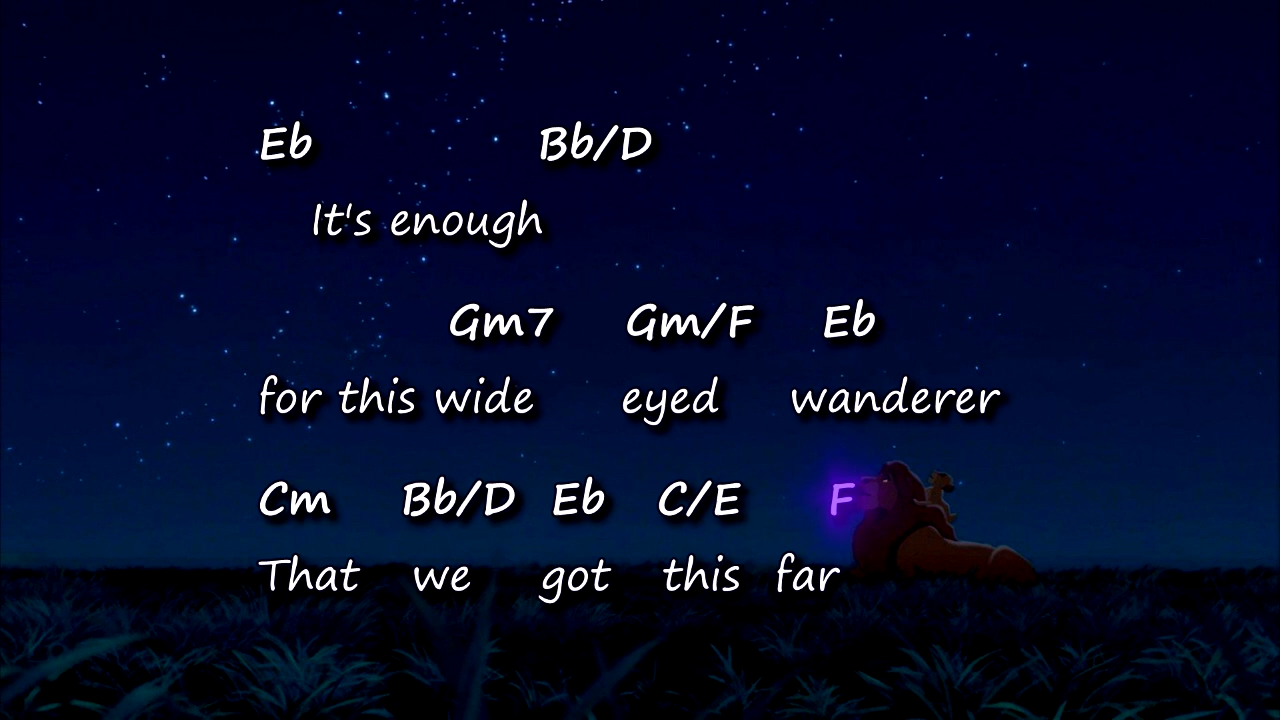 Eb Bb/D
It's enough
Gm7 Gm/F Eb
for this wide eyed wanderer
Cm Bb/D Eb C/E F
That we got this far